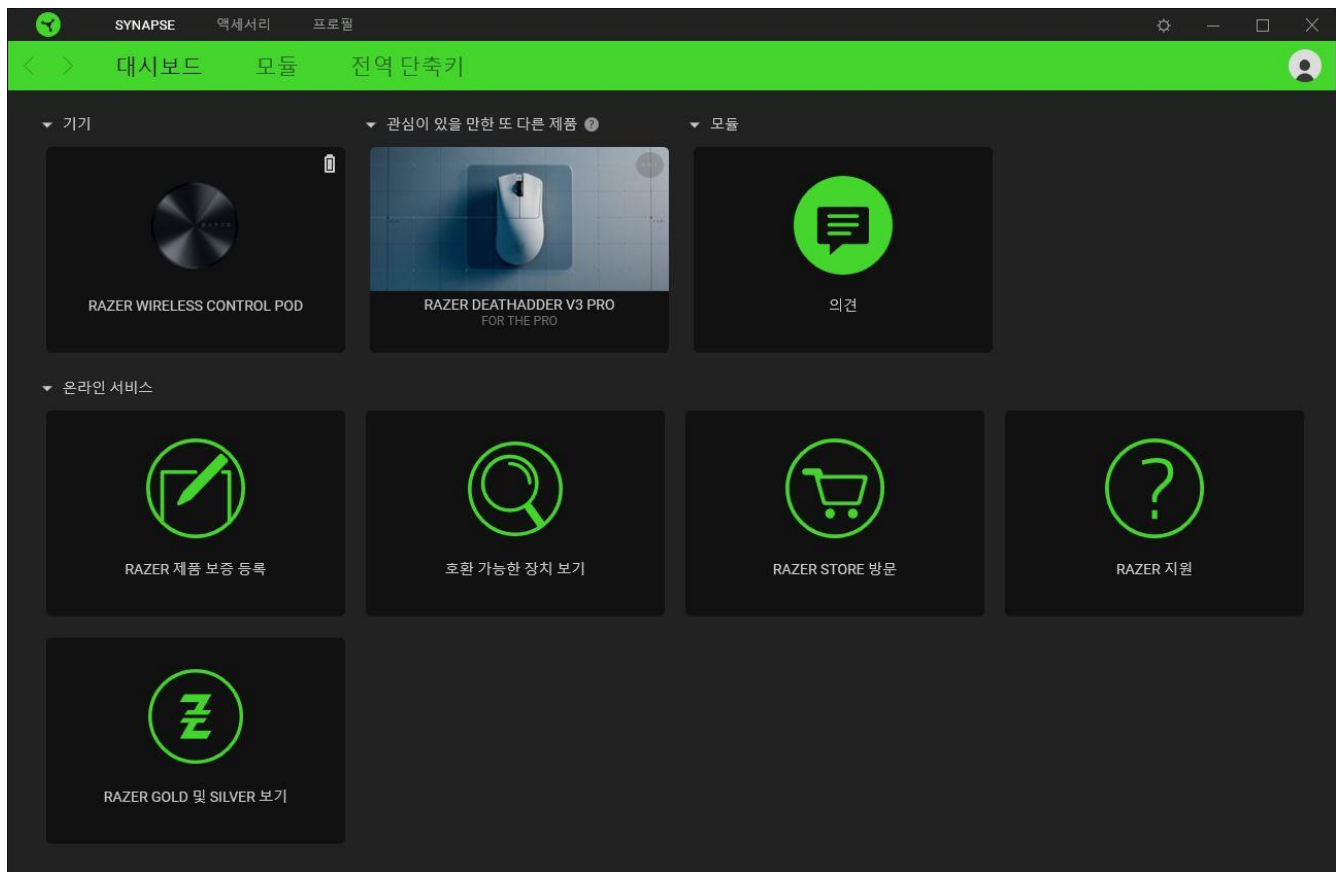 SYNAPSE 액세서리 프로필
대시보드 모듈 전역 단축키
기기
관심이 있을 만한 또 다른 제품 ?
모듈
RAZER WIRELESS CONTROL POD
RAZER DEATHADDER V3 PRO
FOR THE PRO
의견
온라인 서비스
RAZER 제품 보증 등록
호환 가능한 장치 보기
RAZER STORE 방문
RAZER 지원
RAZER GOLD 및 SILVER 보기